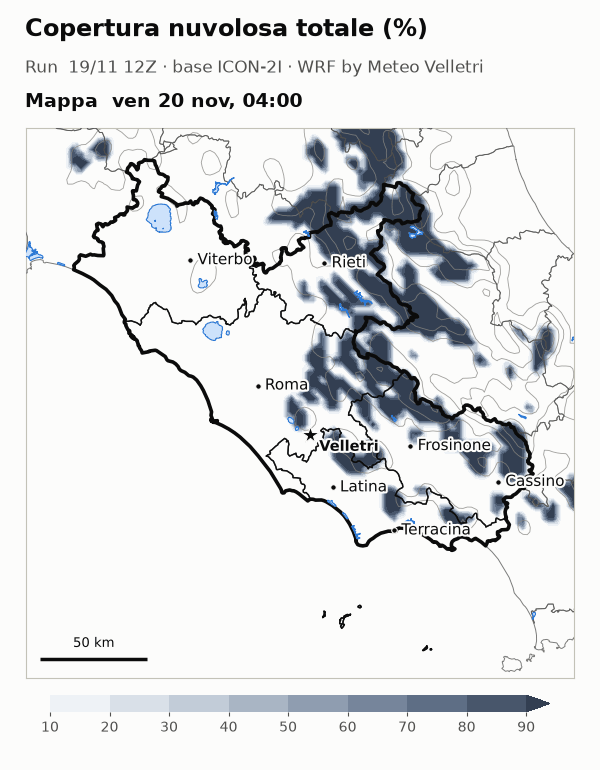 Copertura nuvolosa totale (%)
Run  19/11 12Z · base ICON-2I · WRF by Meteo Velletri
Mappa  ven 20 nov, 04:00
Viterbo
Rieti
Roma
Velletri
Frosinone
Latina
Cassino
Terracina
50 km
10 20 30 40 50 60 70 80 90